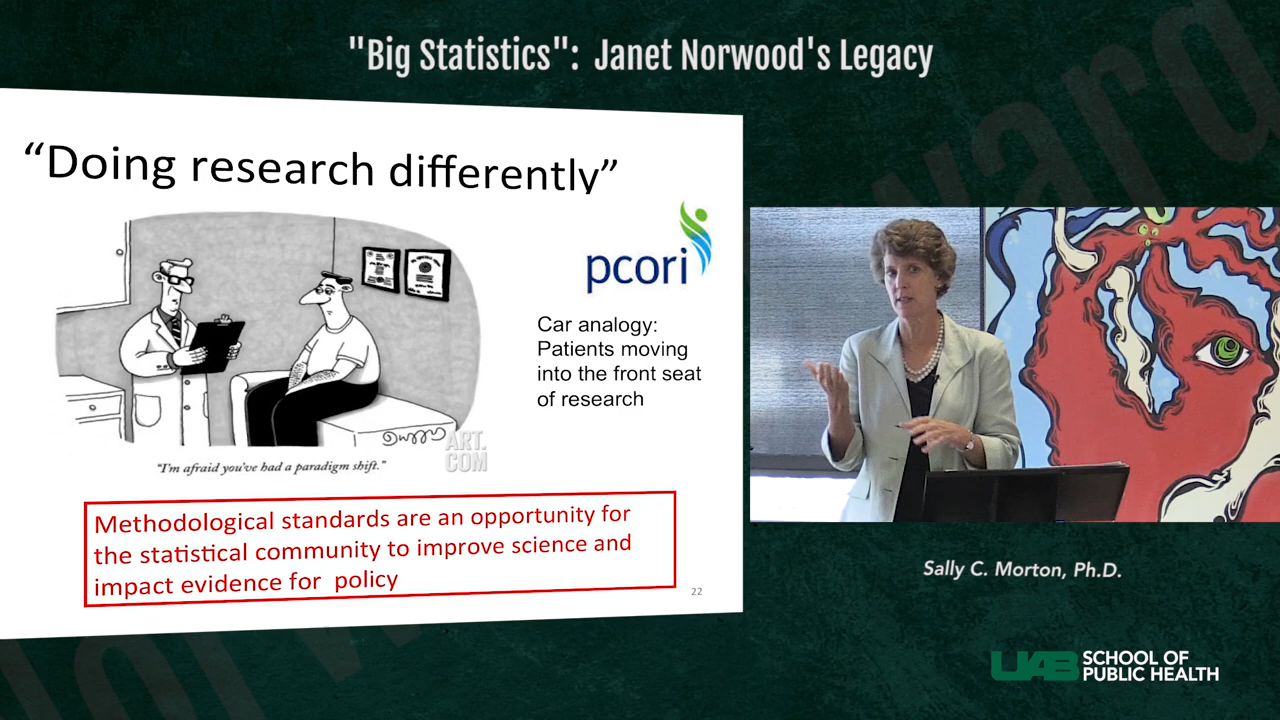 "Big Statistics": Janet Norwood's Legacy
“Doing research differently”
pcori
Car analogy:
Patients moving
into the front seat
of research
ART.
COM
"I'm afraid you've had a paradigm shift."
Methodological standards are an opportunity for
the statistical community to improve science and
impact evidence for policy
22
Sally C. Morton, Ph.D.
UAB
SCHOOL OF
PUBLIC HEALTH